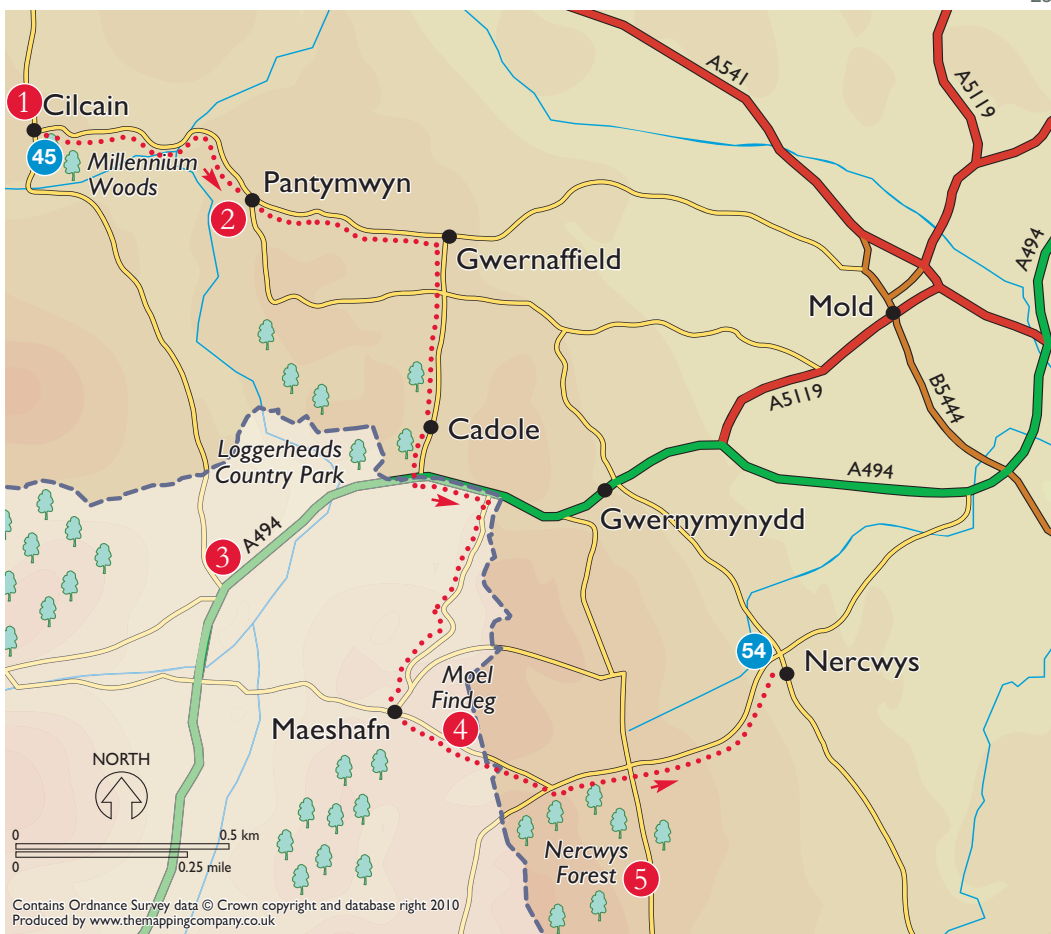 A541
A5119
1
Cilcain
45
Millennium
Woods
Pantymwyn
2
Gwernaffield
A494
Mold
B5444
A5119
Cadole
Loggerheads
Country Park
A494
Gwernymynydd
A494
3
54
Nercwys
Moel
Findeg
Maeshafn
4
NORTH
0
0.5 km
0
0.25 mile
Nercwys
Forest
5
Contains Ordnance Survey data © Crown copyright and database right 2010
Produced by www.themappingcompany.co.uk